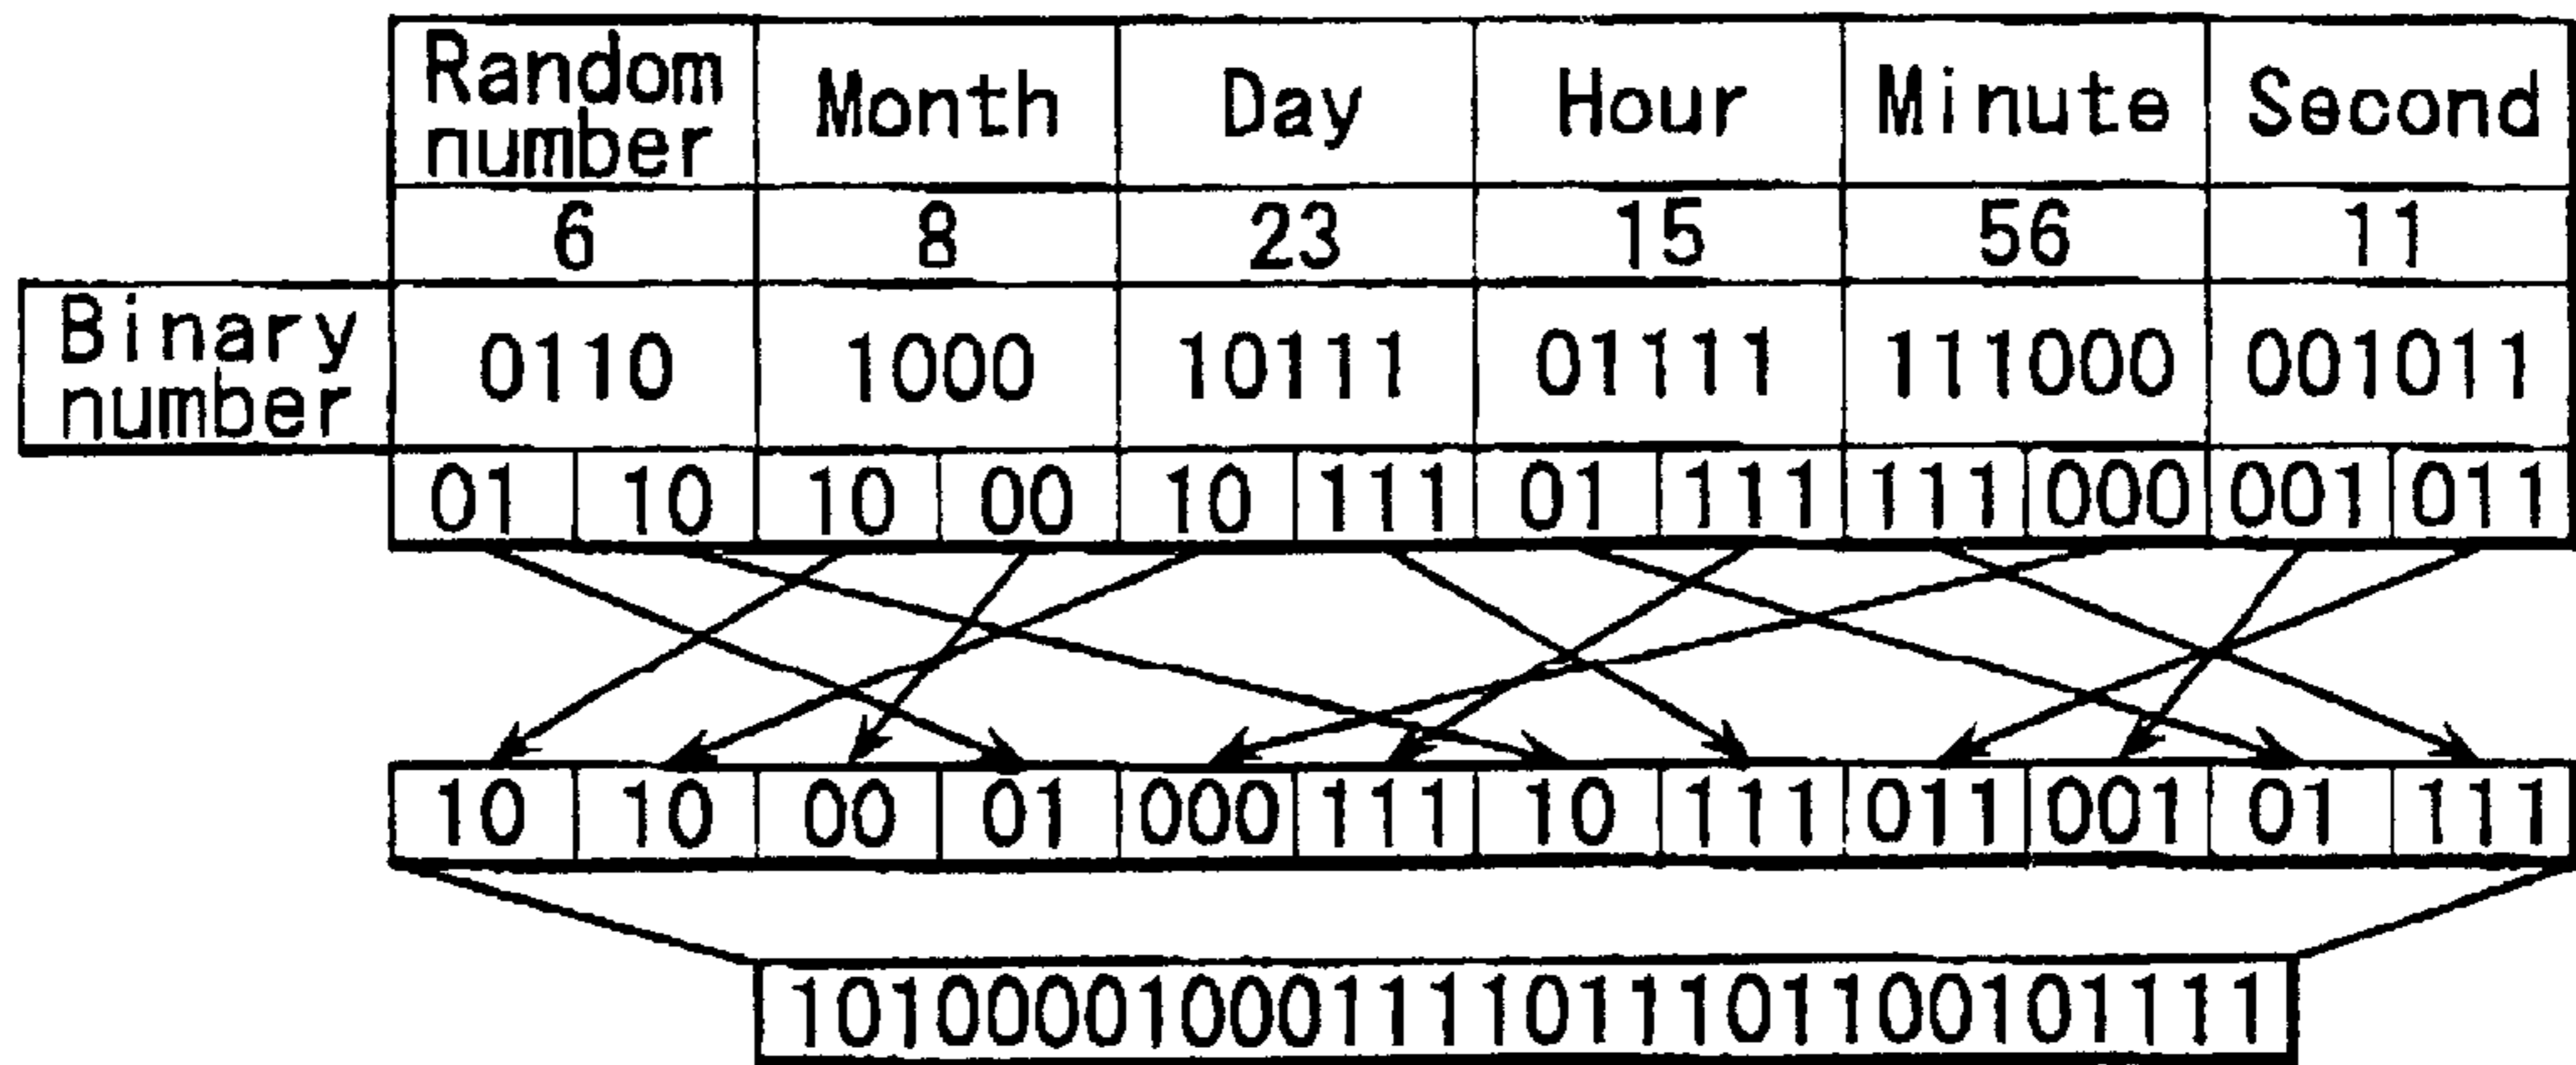 Random number Month Day Hour Minute Second
6 8 23 15 56 11
Binary number 0110 1000 10111 01111 111000 001011
01 10 10 00 10 111 01 111 111 000 001 011
10 10 00 01 000 111 10 111 011 001 01 111
101000010001111011101100101111